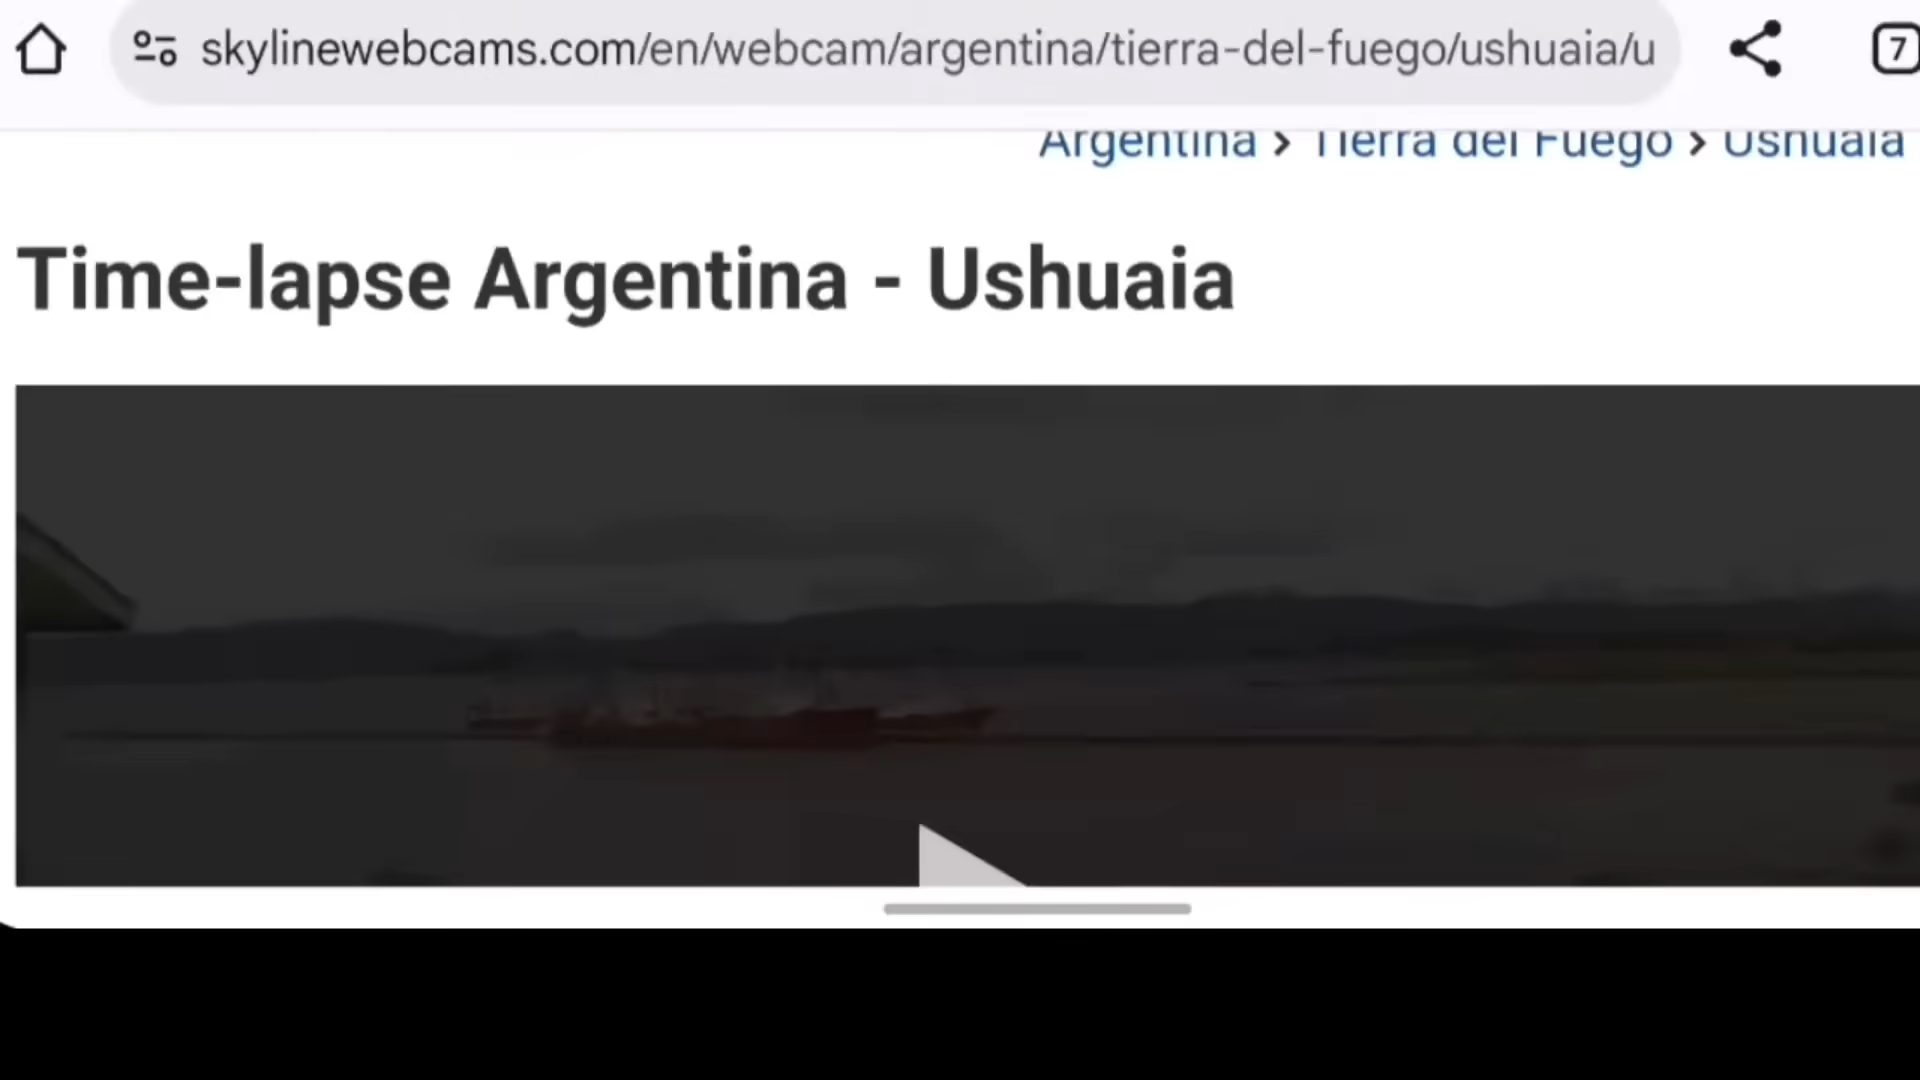 skylinewebcams.com/en/webcam/argentina/tierra-del-fuego/ushuaia/u
7
Argentina > Tierra del Fuego > Ushuaia
Time-lapse Argentina - Ushuaia